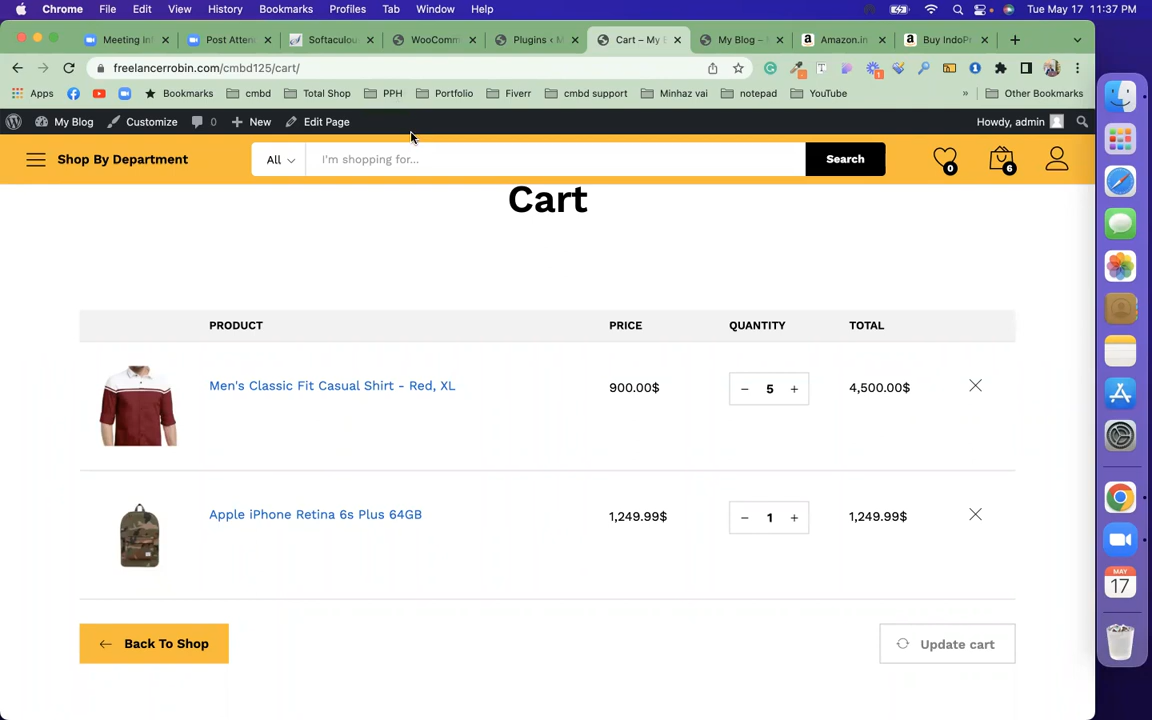 Chrome File Edit View History Bookmarks Profiles Tab Window Help Tue May 17 11:37 PM
Meeting In Post Atten Softaculou WooComm Plugins ‹ M Cart – My B My Blog – Amazon.in Buy IndoP
freelancerrobin.com/cmbd125/cart/
Apps Bookmarks cmbd Total Shop PPH Portfolio Fiverr cmbd support Minhaz vai notepad YouTube » Other Bookmarks
My Blog Customize 0 New Edit Page Howdy, admin
Shop By Department All I'm shopping for... Search 0 6
Cart
PRODUCT PRICE QUANTITY TOTAL
Men's Classic Fit Casual Shirt - Red, XL 900.00$ − 5 + 4,500.00$
Apple iPhone Retina 6s Plus 64GB 1,249.99$ − 1 + 1,249.99$
MAY
17
← Back To Shop Update cart